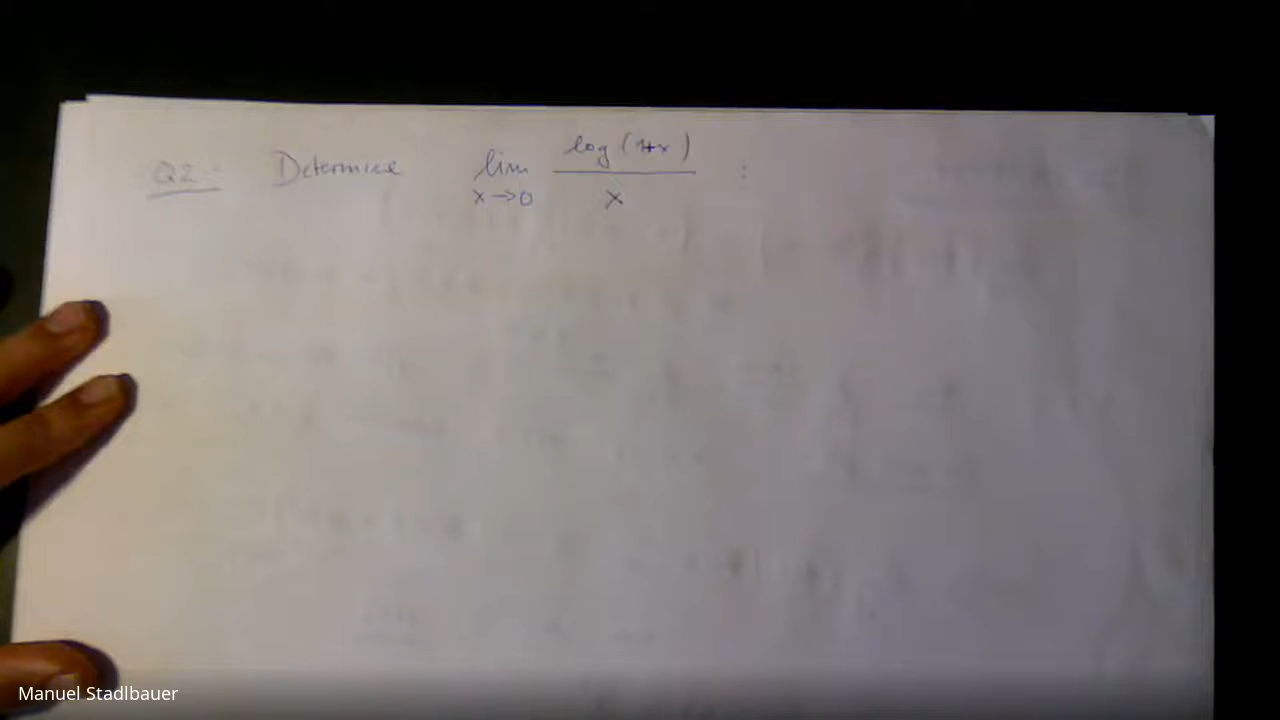 Q2: Determine lim x→0 log(1+x) / x :
Manuel Stadlbauer